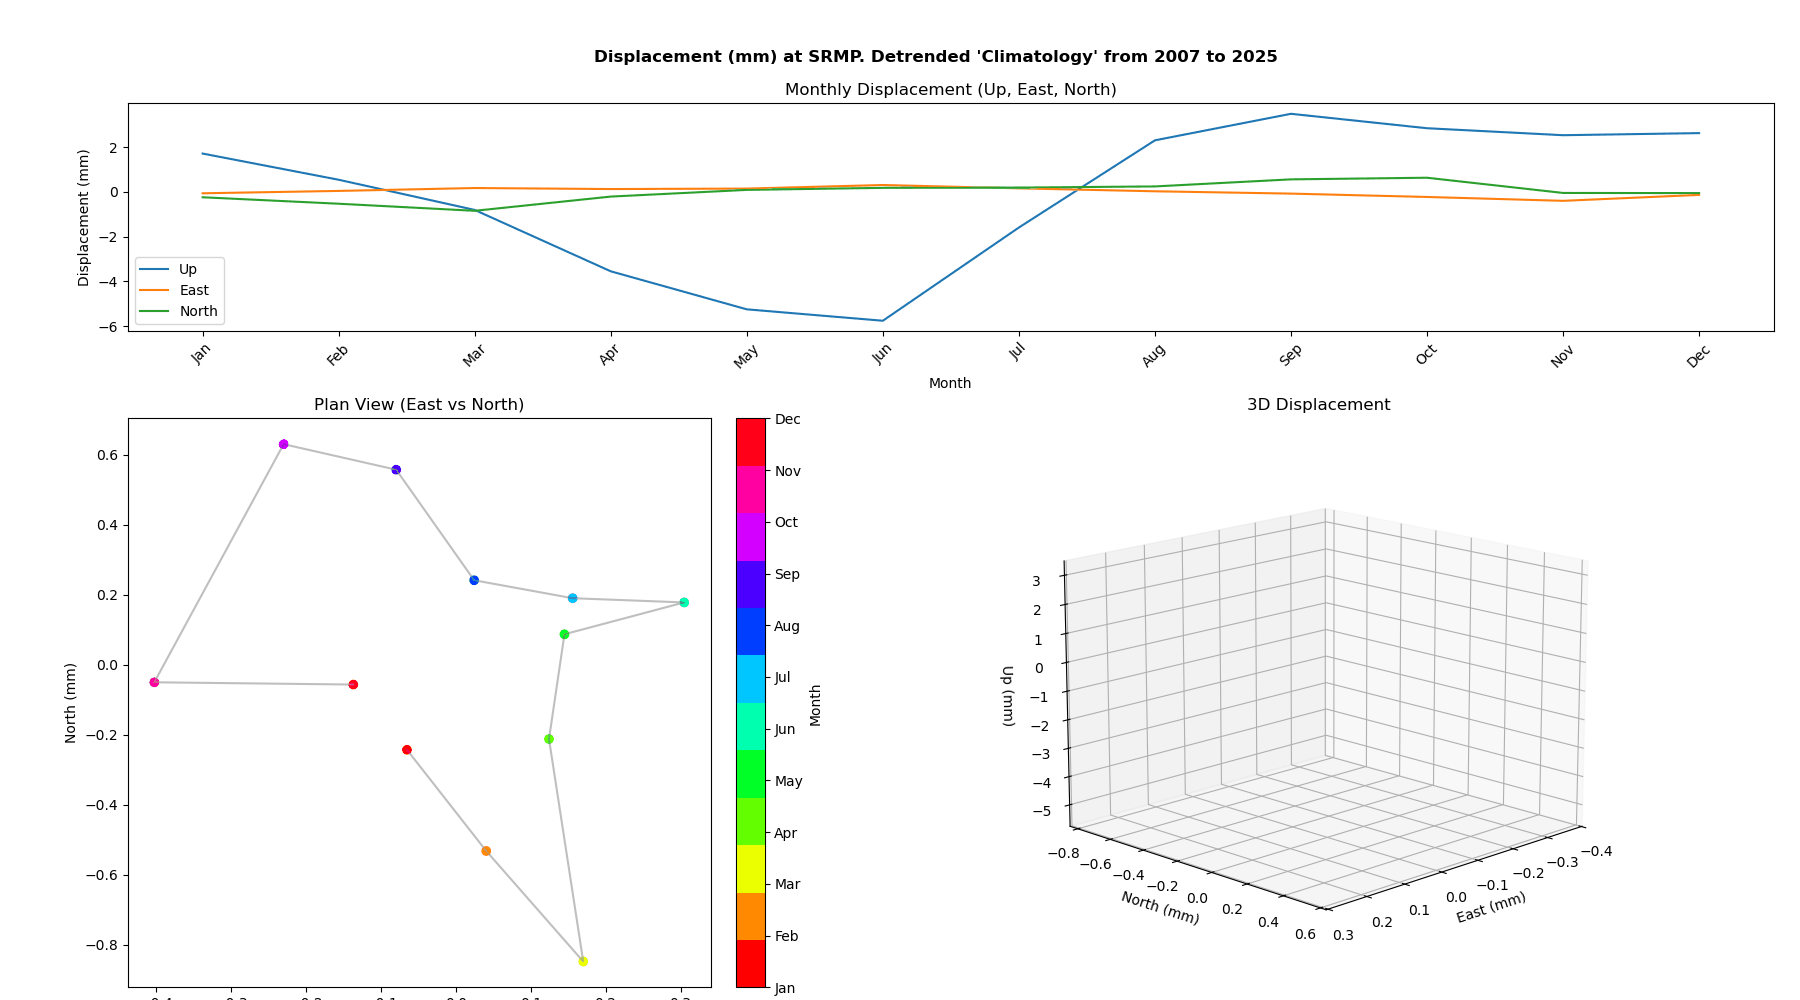 Displacement (mm) at SRMP. Detrended 'Climatology' from 2007 to 2025
Monthly Displacement (Up, East, North)
Displacement (mm)
2
0
−2
−4
−6
Up
East
North
Jan
Feb
Mar
Apr
May
Jun
Jul
Aug
Sep
Oct
Nov
Dec
Month
Plan View (East vs North)
North (mm)
0.6
0.4
0.2
0.0
−0.2
−0.4
−0.6
−0.8
Dec
Nov
Oct
Sep
Aug
Jul
Jun
May
Apr
Mar
Feb
Jan
Month
3D Displacement
Up (mm)
3
2
1
0
−1
−2
−3
−4
−5
−0.8
−0.6
−0.4
−0.2
0.0
0.2
0.4
0.6
North (mm)
0.3
0.2
0.1
0.0
−0.1
−0.2
−0.3
−0.4
East (mm)